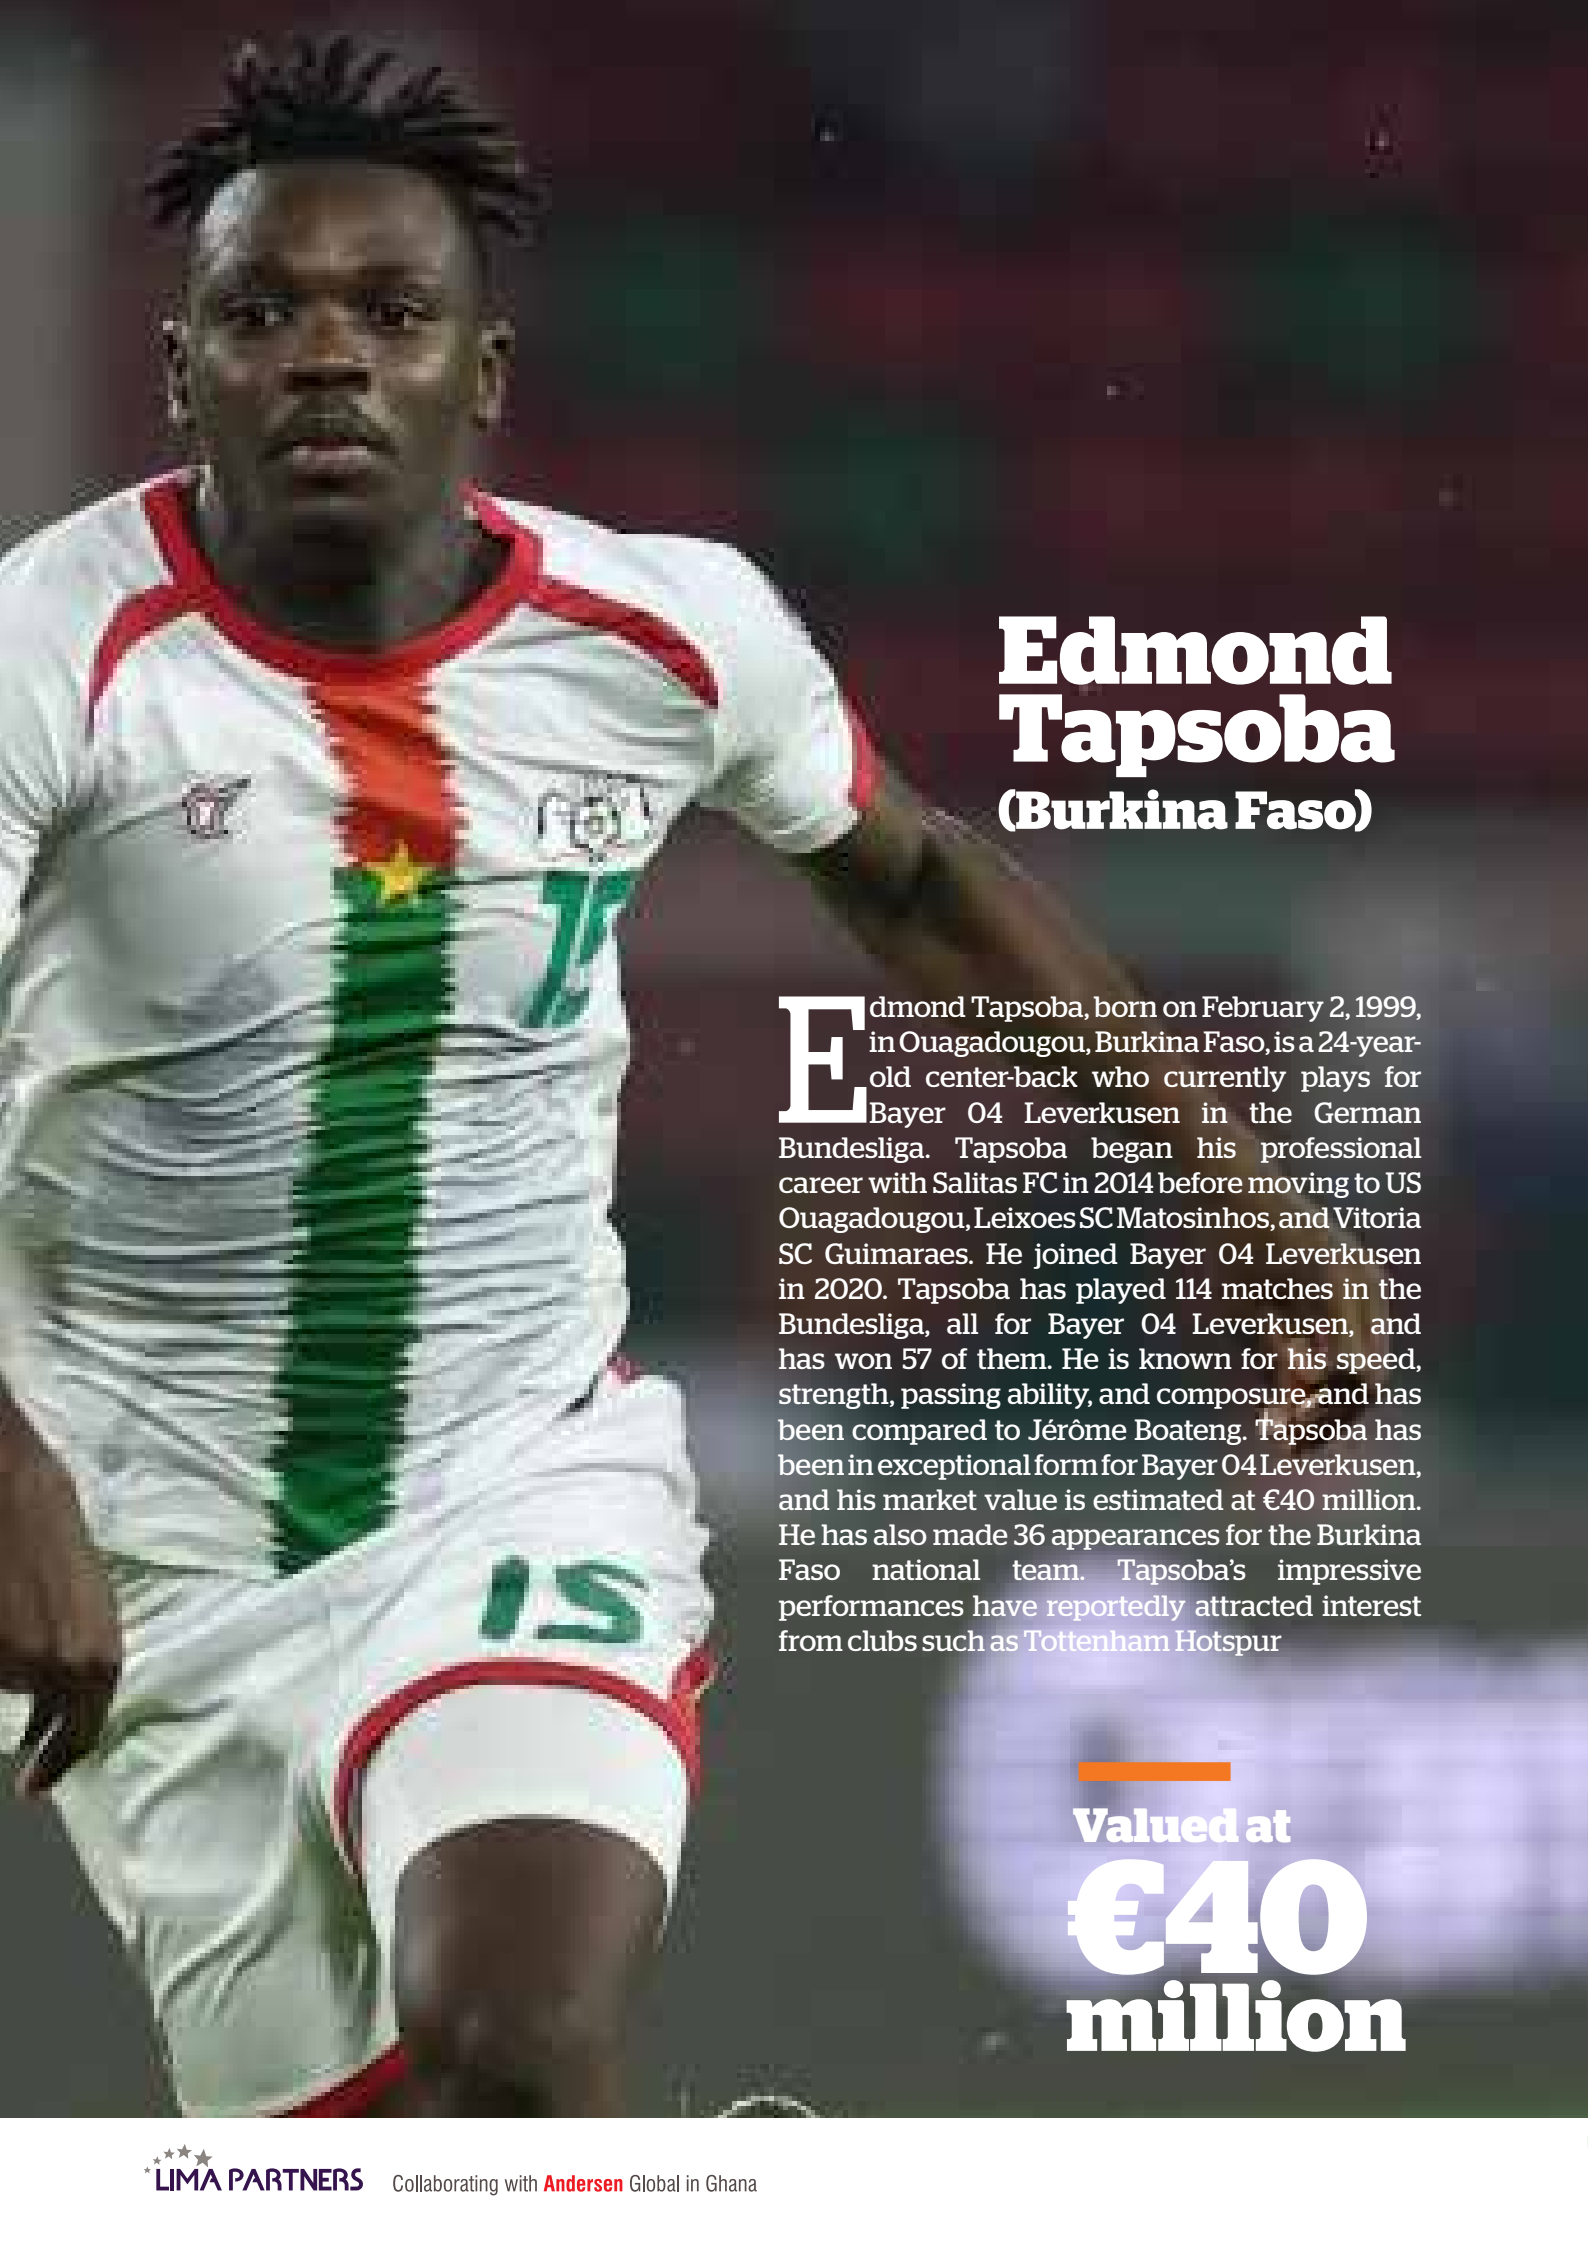 Edmond
Tapsoba
(Burkina Faso)
Edmond Tapsoba, born on February 2, 1999,
in Ouagadougou, Burkina Faso, is a 24-year-
old center-back who currently plays for
Bayer 04 Leverkusen in the German
Bundesliga. Tapsoba began his professional
career with Salitas FC in 2014 before moving to US
Ouagadougou, Leixoes SC Matosinhos, and Vitoria
SC Guimaraes. He joined Bayer 04 Leverkusen
in 2020. Tapsoba has played 114 matches in the
Bundesliga, all for Bayer 04 Leverkusen, and
has won 57 of them. He is known for his speed,
strength, passing ability, and composure, and has
been compared to Jérôme Boateng. Tapsoba has
been in exceptional form for Bayer 04 Leverkusen,
and his market value is estimated at €40 million.
He has also made 36 appearances for the Burkina
Faso national team. Tapsoba's impressive
performances have reportedly attracted interest
from clubs such as Tottenham Hotspur
15
Valued at
€40
million
LIMA PARTNERS Collaborating with Andersen Global in Ghana